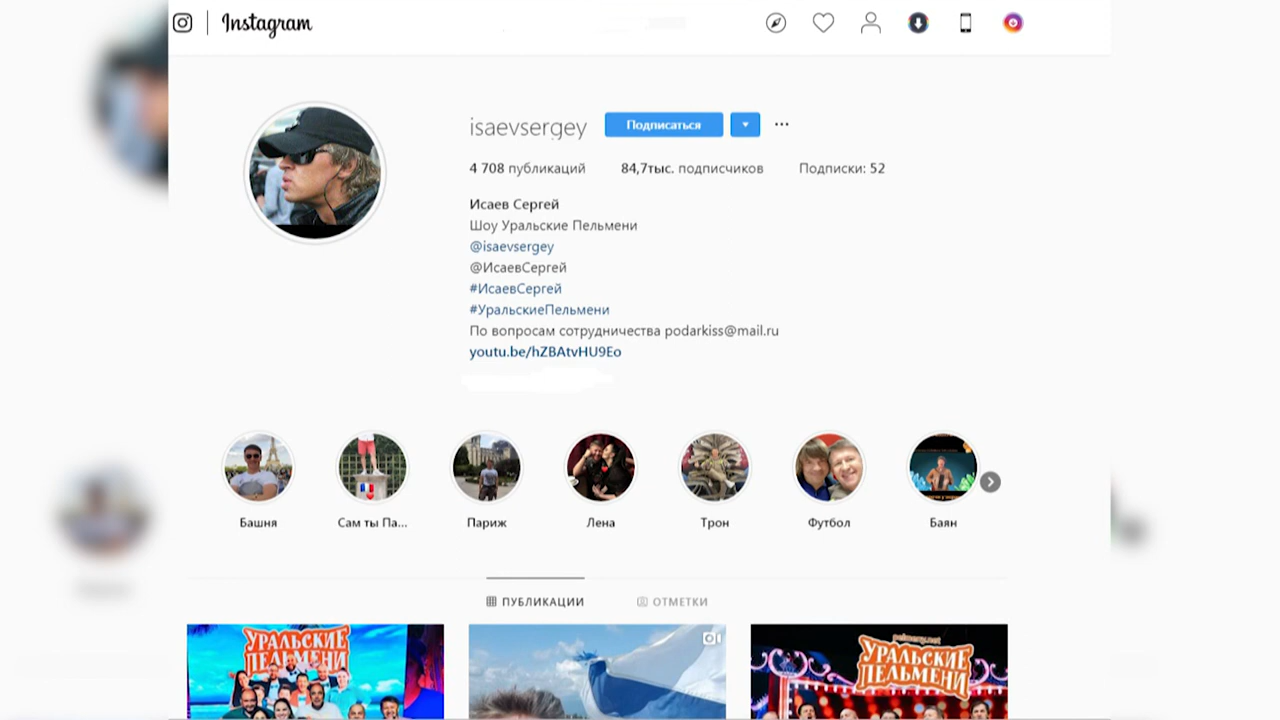 Instagram
isaevsergey Подписаться
4 708 публикаций 84,7тыс. подписчиков Подписки: 52
Исаев Сергей
Шоу Уральские Пельмени
@isaevsergey
@ИсаевСергей
#ИсаевСергей
#УральскиеПельмени
По вопросам сотрудничества podarkiss@mail.ru
youtu.be/hZBAtvHU9Eo
Башня Сам ты Па... Париж Лена Трон Футбол Баян
ПУБЛИКАЦИИ ОТМЕТКИ
УРАЛЬСКИЕ
ПЕЛЬМЕНИ
pelmeny.net
УРАЛЬСКИЕ
ПЕЛЬМЕНИ